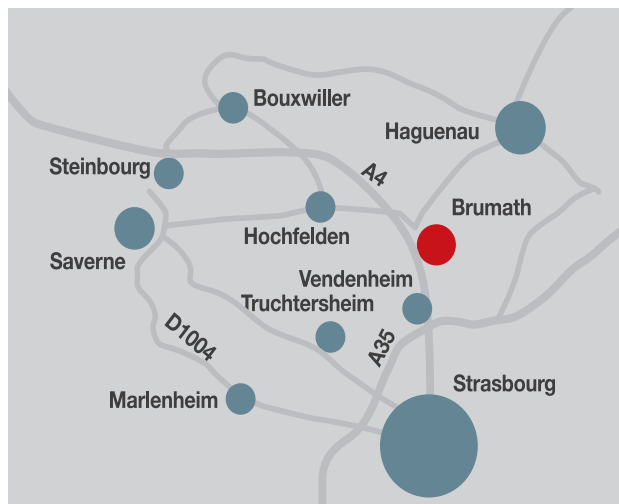 Bouxwiller
Haguenau
Steinbourg
A4
Brumath
Hochfelden
Saverne
Vendenheim
Truchtersheim
D1004
A35
Strasbourg
Marlenheim